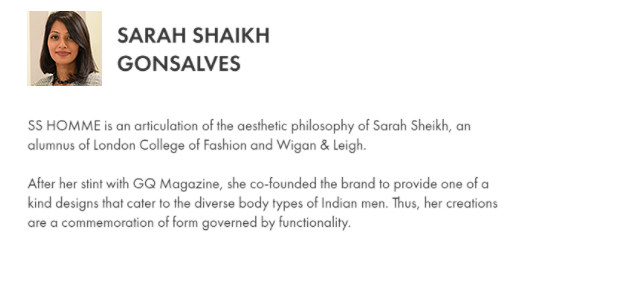 SARAH SHAIKH
GONSALVES
SS HOMME is an articulation of the aesthetic philosophy of Sarah Sheikh, an
alumnus of London College of Fashion and Wigan & Leigh.
After her stint with GQ Magazine, she co-founded the brand to provide one of a
kind designs that cater to the diverse body types of Indian men. Thus, her creations
are a commemoration of form governed by functionality.